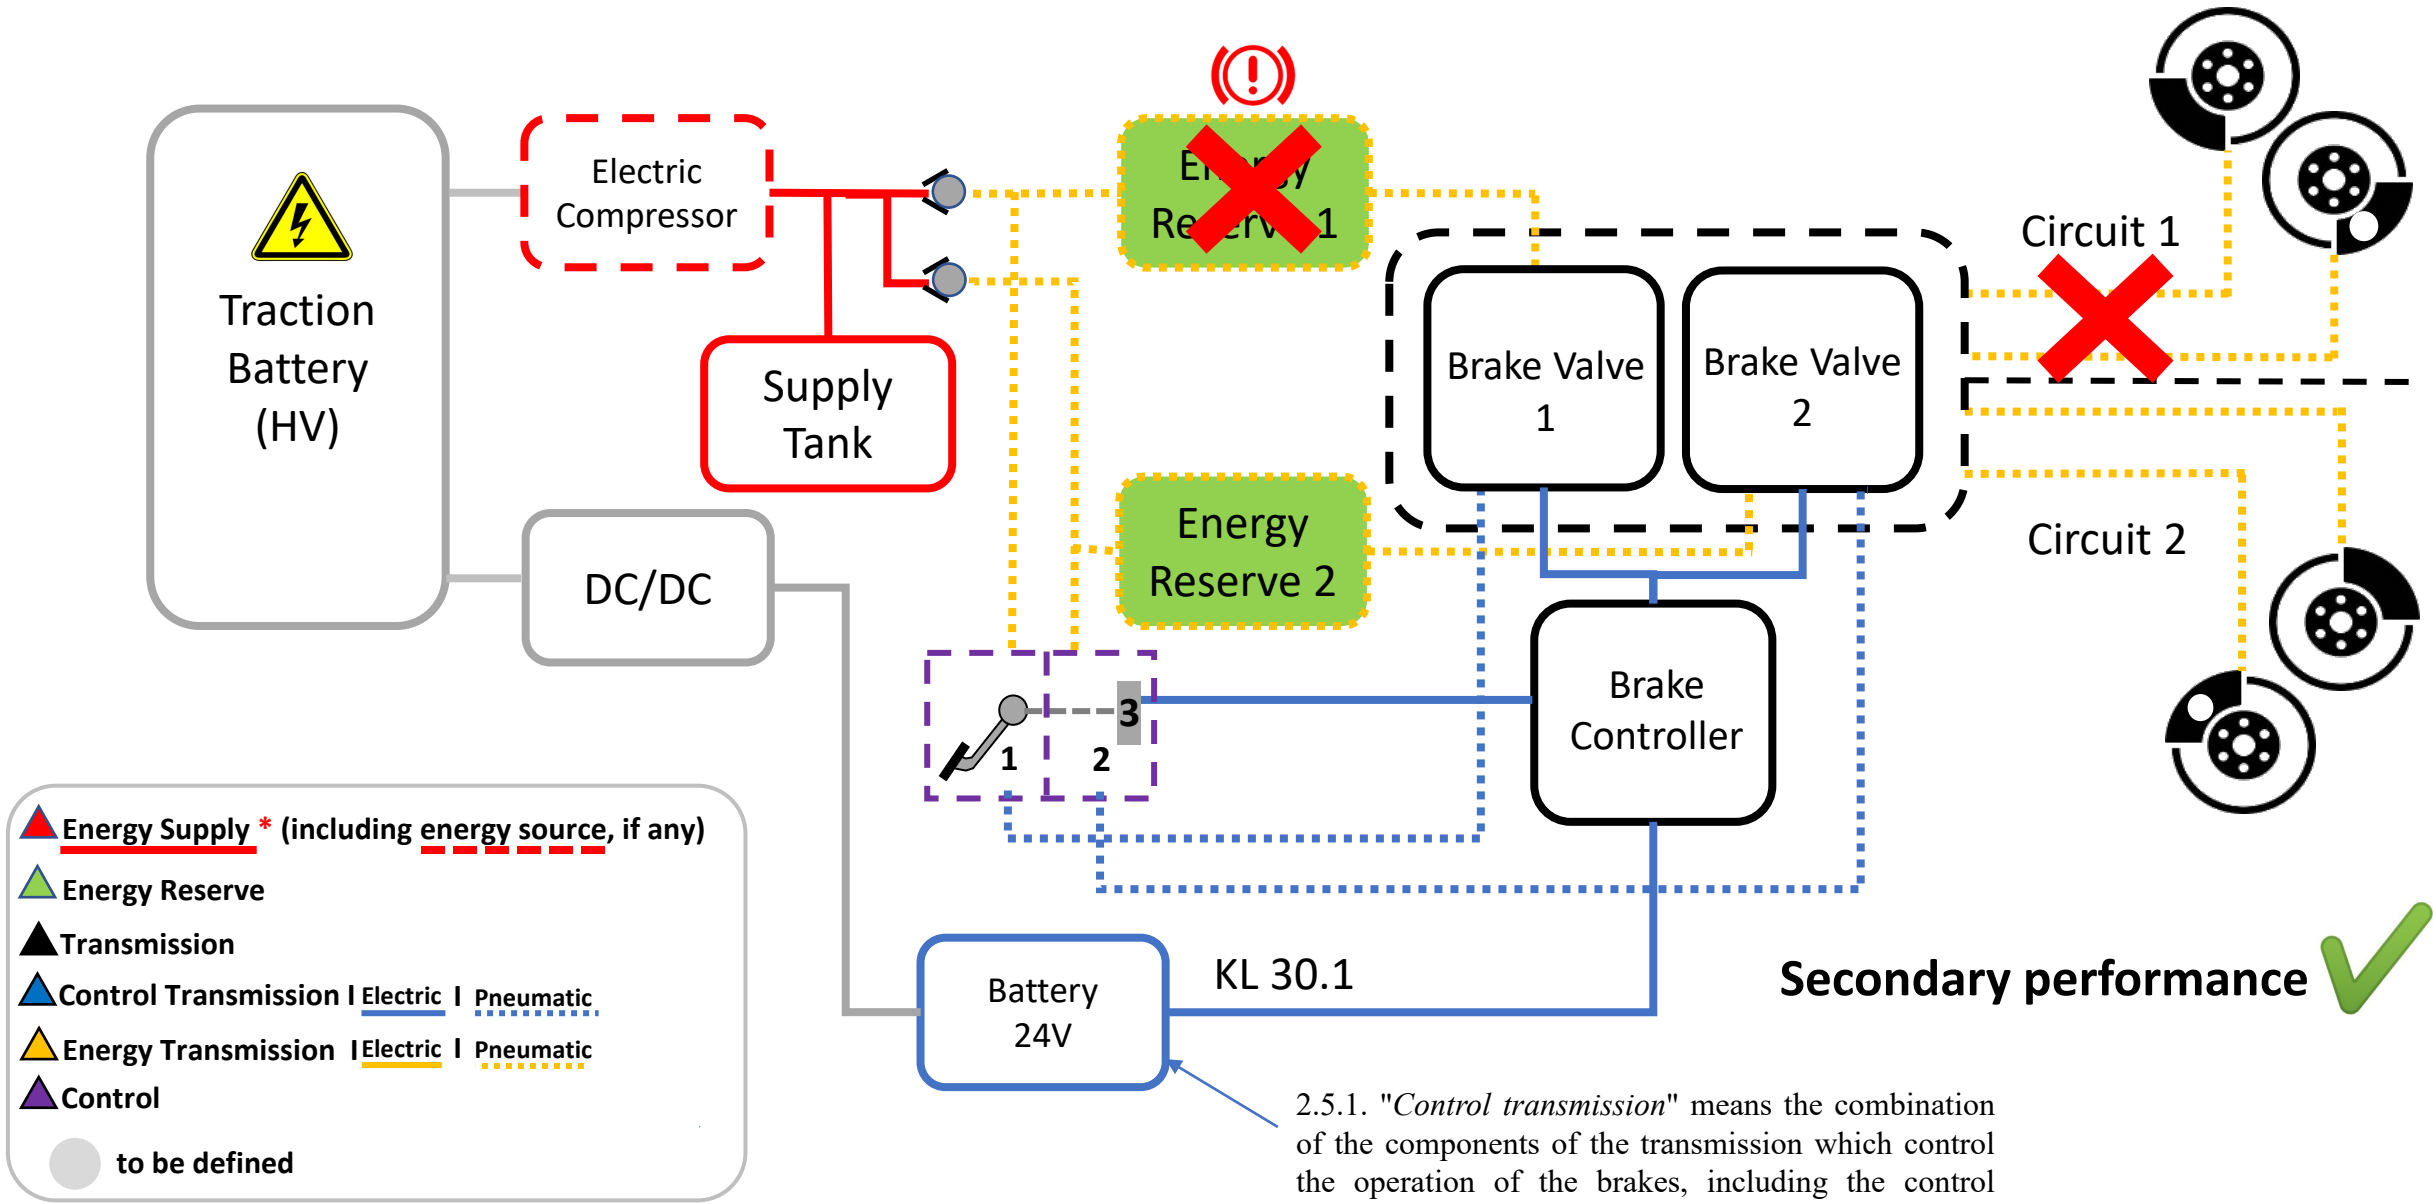 Electric
Compressor
Traction
Battery
(HV)
Supply
Tank
DC/DC
Energy
Reserve 1
Energy
Reserve 2
Brake Valve
1
Brake Valve
2
Circuit 1
Circuit 2
Brake
Controller
3
1
2
Battery
24V
KL 30.1
Secondary performance
Energy Supply * (including energy source, if any)
Energy Reserve
Transmission
Control Transmission I Electric I Pneumatic
Energy Transmission I Electric I Pneumatic
Control
to be defined
2.5.1. "Control transmission" means the combination
of the components of the transmission which control
the operation of the brakes, including the control